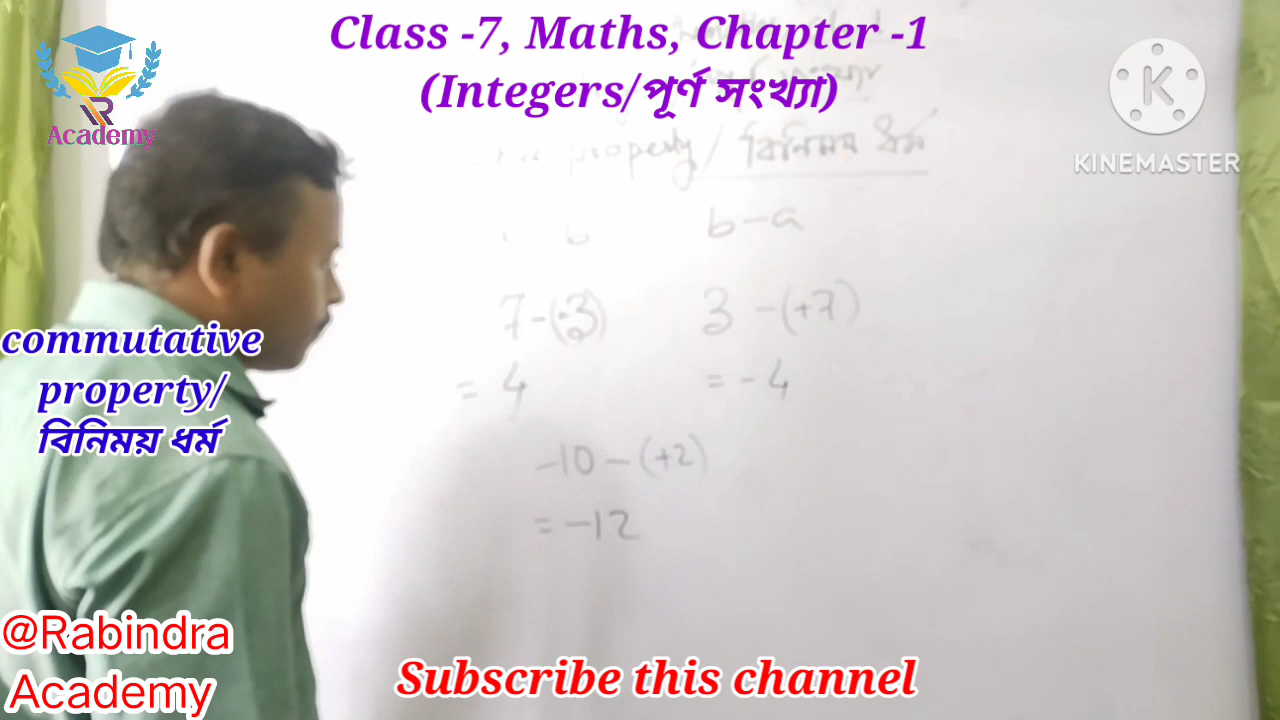 Class -7, Maths, Chapter -1
(Integers/পূর্ণ সংখ্যা)
Academy
KINEMASTER
property / বিনিময় ধর্ম
b b-a
7-(+3) 3 -(+7)
= 4 = -4
commutative
property/
বিনিময় ধর্ম
-10-(+2)
= -12
@Rabindra
Academy
Subscribe this channel